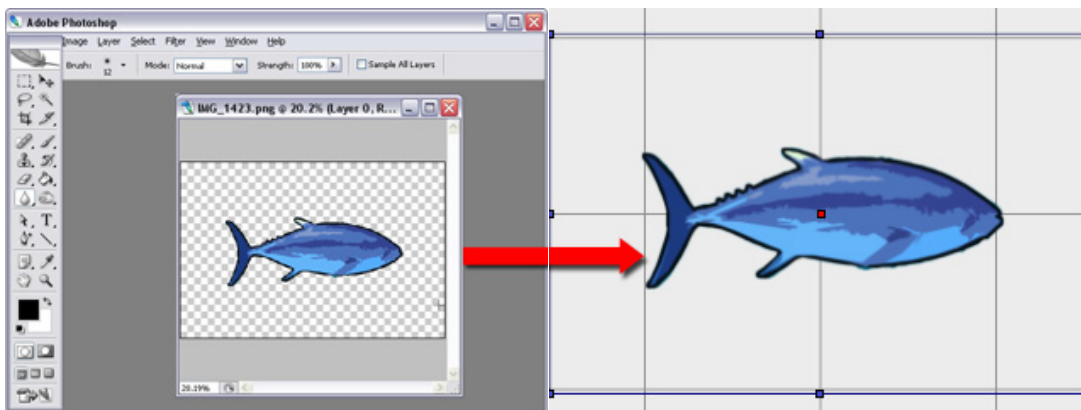 Adobe Photoshop
Image Layer Select Filter View Window Help
Brush: 12 Mode: Normal Strength: 100% Sample All Layers
IMG_1423.png @ 20.2% (Layer 0, R...
T
20.19%